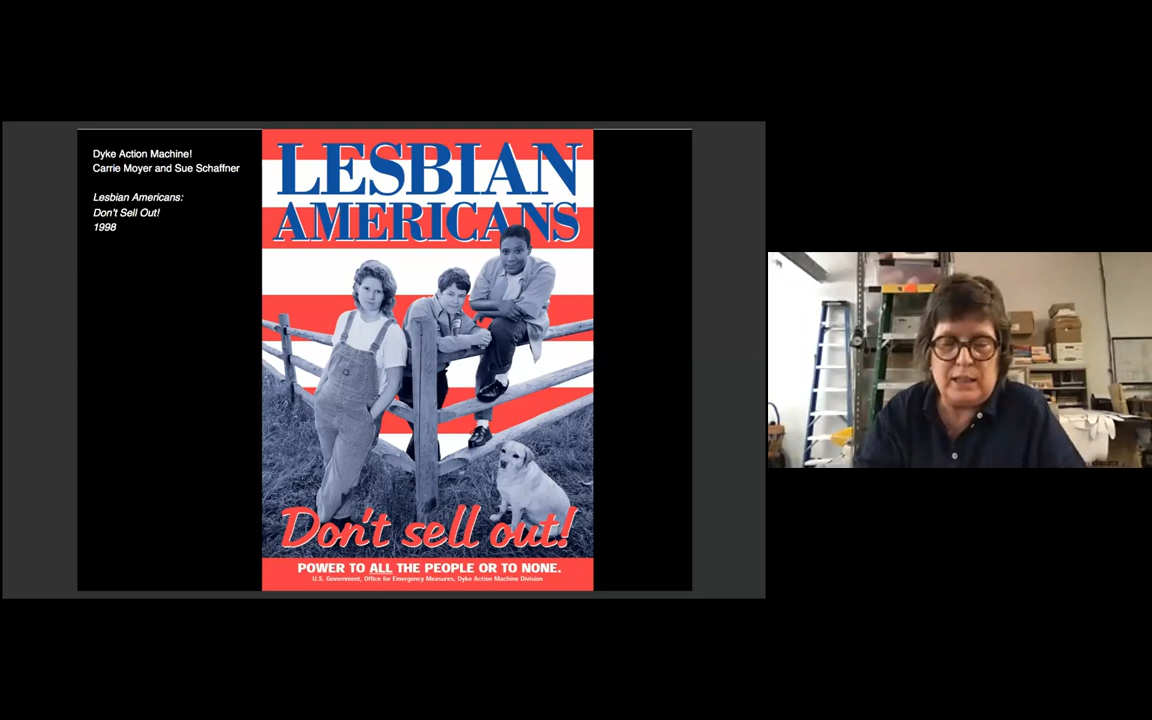 Dyke Action Machine!
Carrie Moyer and Sue Schaffner
Lesbian Americans:
Don't Sell Out!
1998
LESBIAN
AMERICANS
Don't sell out!
POWER TO ALL THE PEOPLE OR TO NONE.
U.S. Government, Office for Emergency Measures, Dyke Action Machine Division